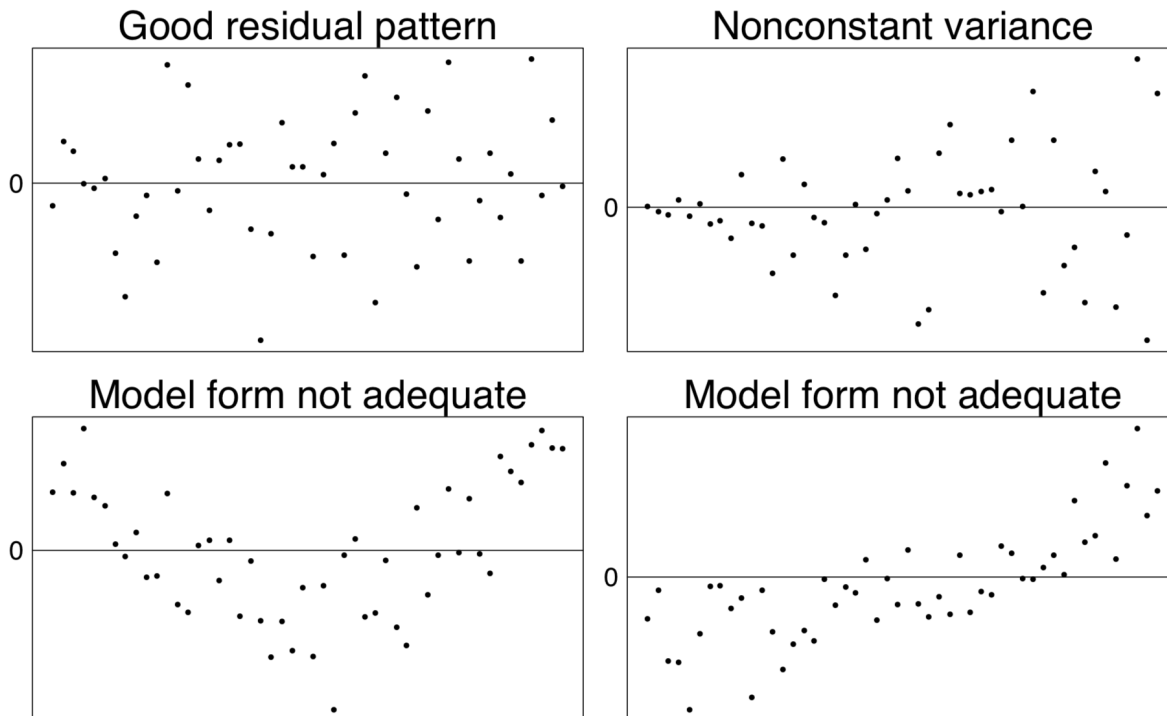 Good residual pattern
0
Nonconstant variance
0
Model form not adequate
0
Model form not adequate
0